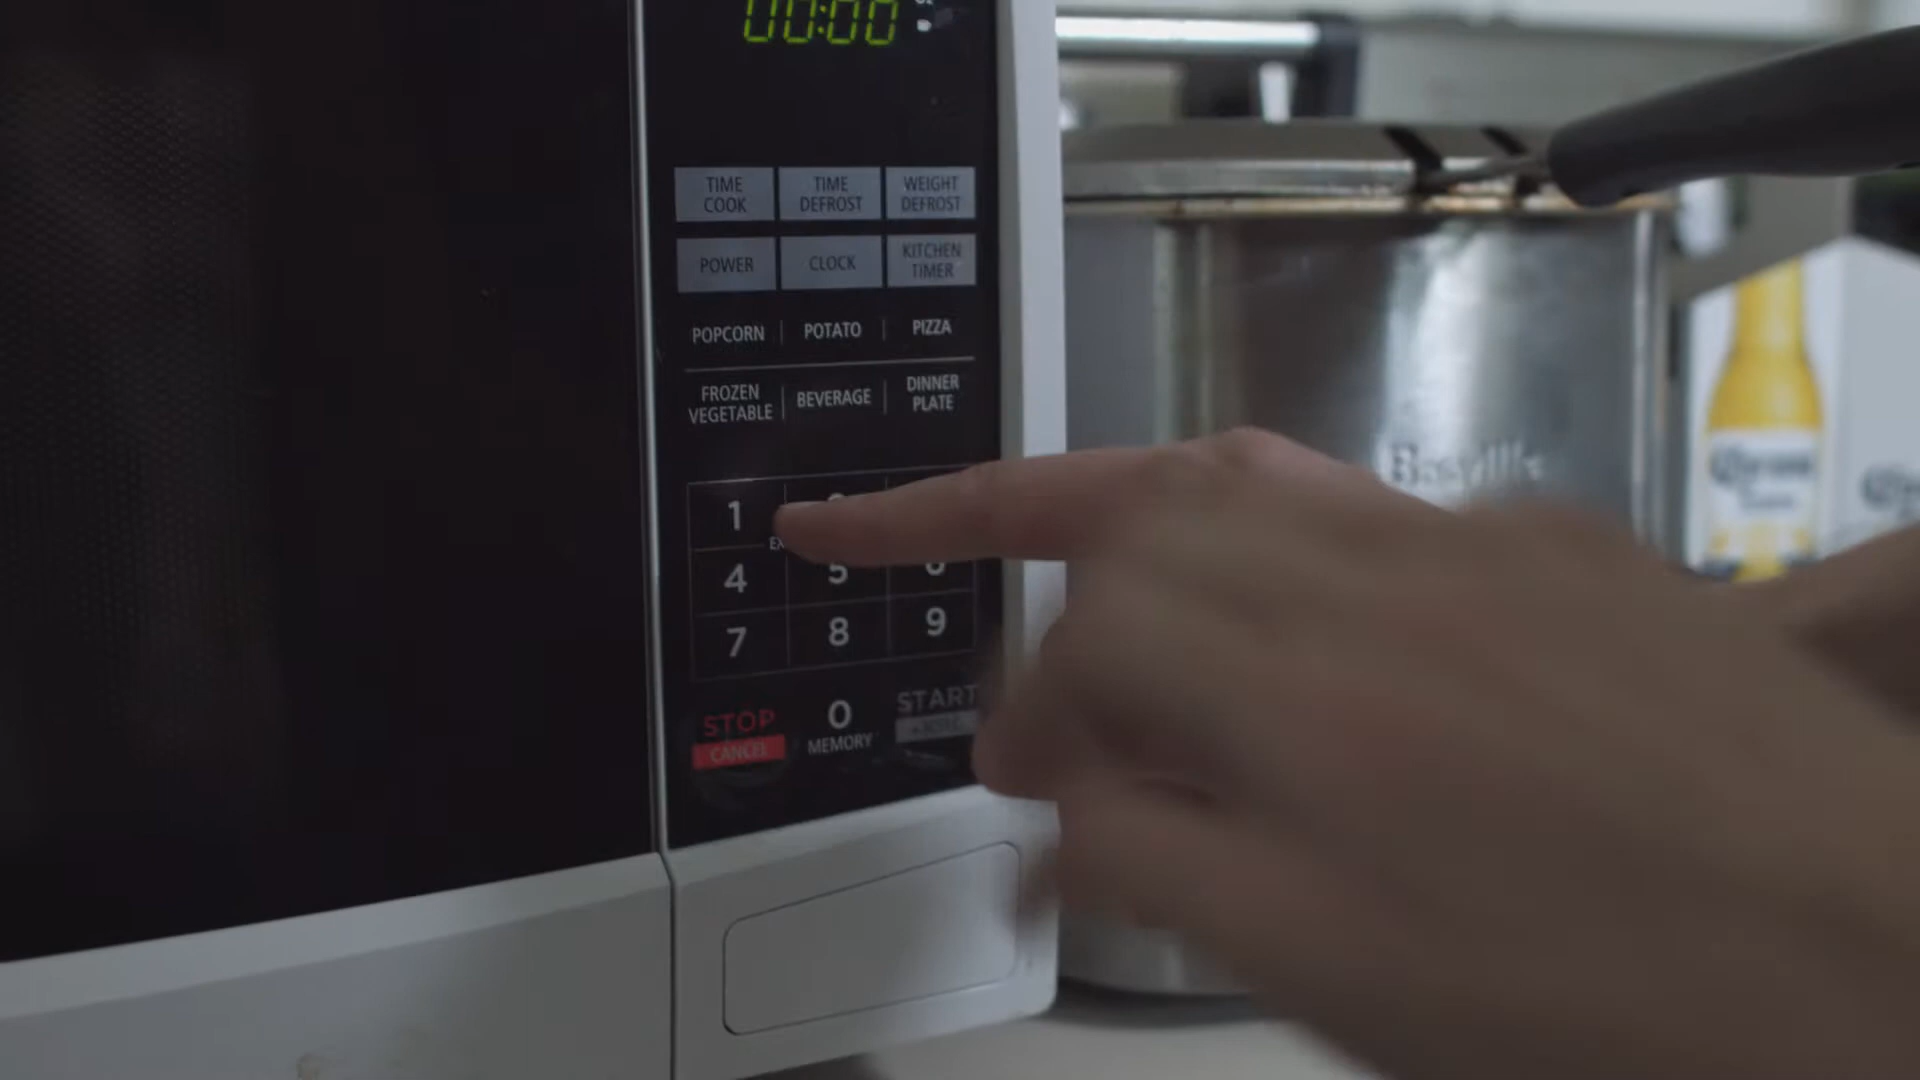 00:00
TIME
COOK
TIME
DEFROST
WEIGHT
DEFROST
POWER
CLOCK
KITCHEN
TIMER
POPCORN
POTATO
PIZZA
FROZEN
VEGETABLE
BEVERAGE
DINNER
PLATE
1
4
5
7
8
9
STOP
CANCEL
0
MEMORY
START
Corona